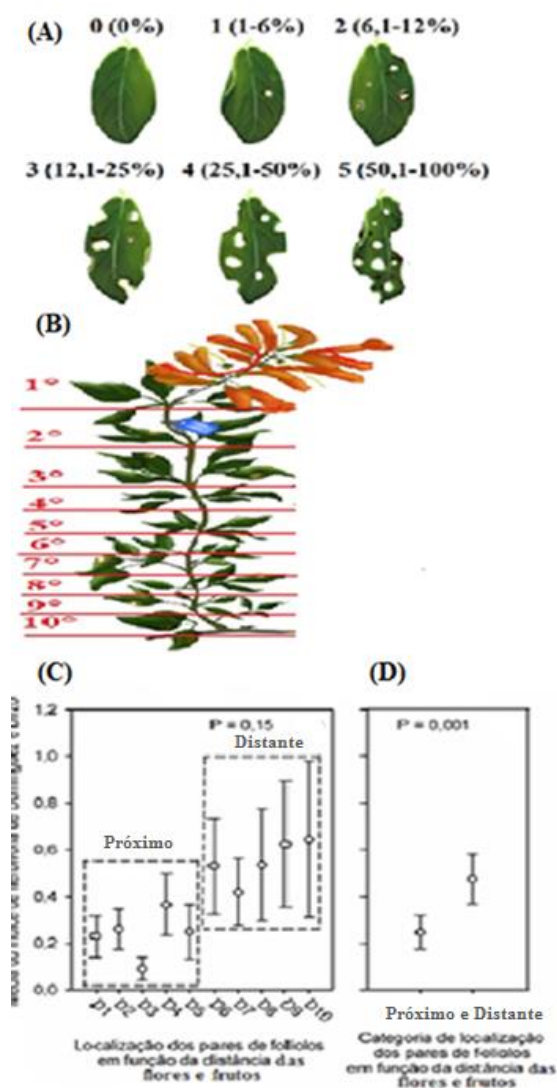 (A)
0 (0%) 1 (1-6%) 2 (6,1-12%)
3 (12,1-25%) 4 (25,1-50%) 5 (50,1-100%)
(B)
1°
2°
3°
4°
5°
6°
7°
8°
9°
10°
(C) (D)
P = 0,15
Distante
Próximo
1,2
1,0
0,8
0,6
0,4
0,2
0,0
D1 D2 D3 D4 D5 D6 D7 D8 D9 D10
Localização dos pares de folíolos
em função da distância das
flores e frutos
P = 0,001
Próximo e Distante
Categoria de localização
dos pares de folíolos
em função da distância das
flores e frutos